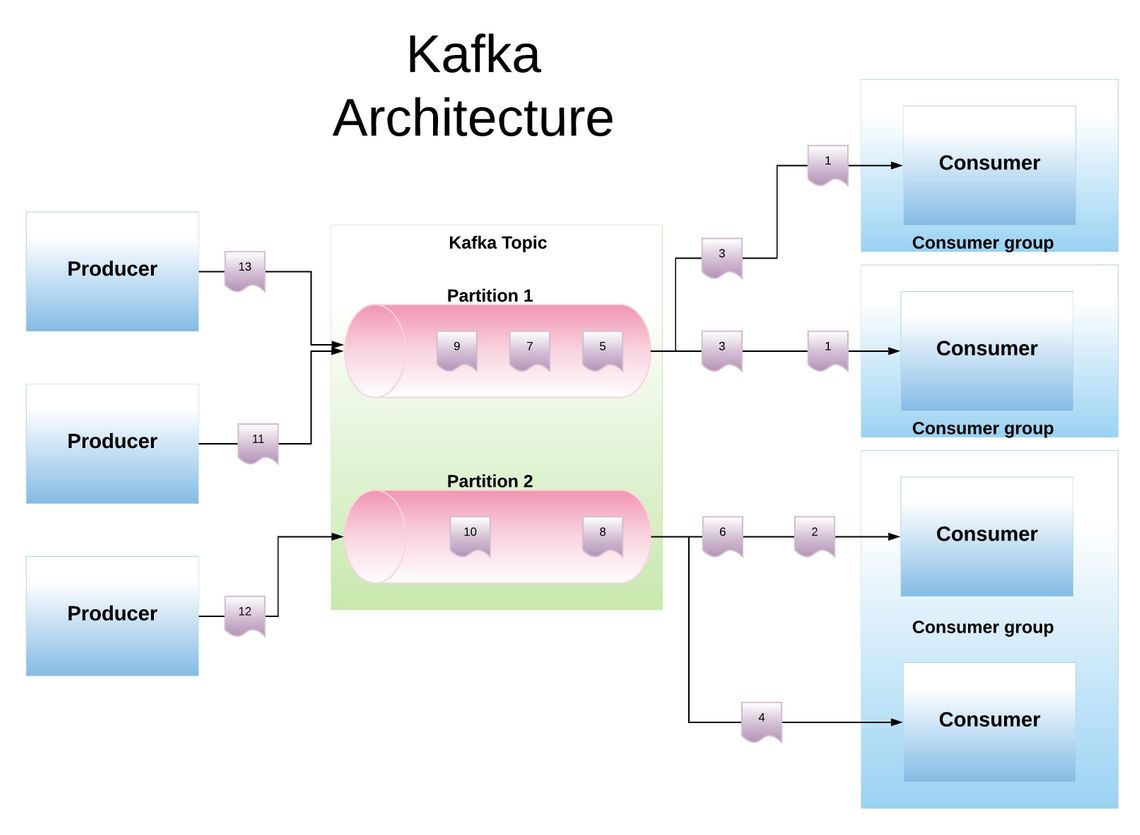 Kafka
Architecture
Producer
13
Producer
11
Producer
12
Kafka Topic
Partition 1
9 7 5
Partition 2
10 8
3
1
3 1
6 2
4
Consumer
Consumer group
Consumer
Consumer group
Consumer
Consumer group
Consumer